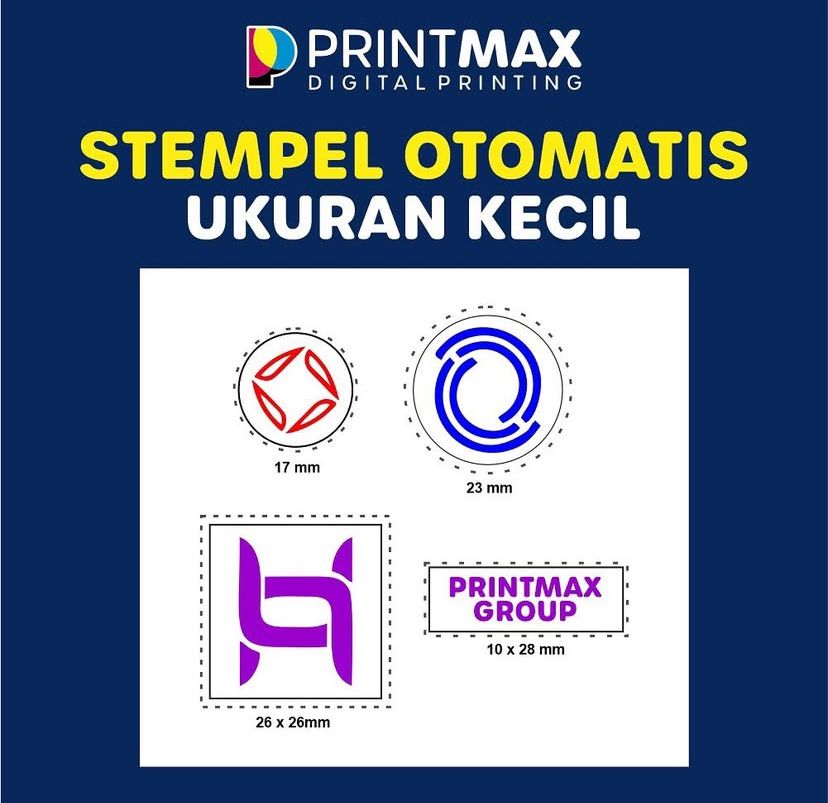 PRINTMAX
DIGITAL PRINTING
STEMPEL OTOMATIS
UKURAN KECIL
17 mm
23 mm
PRINTMAX
GROUP
10 x 28 mm
26 x 26mm